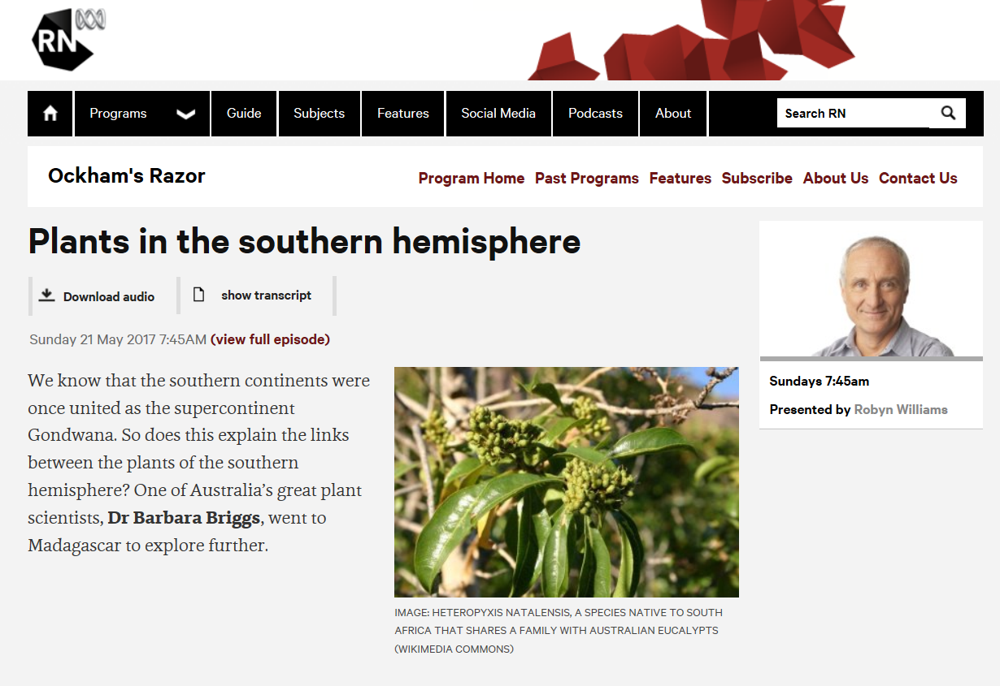 RN
Programs
Guide
Subjects
Features
Social Media
Podcasts
About
Search RN
Ockham's Razor
Program Home
Past Programs
Features
Subscribe
About Us
Contact Us
Plants in the southern hemisphere
Download audio
show transcript
Sunday 21 May 2017 7:45AM (view full episode)
We know that the southern continents were
once united as the supercontinent
Gondwana. So does this explain the links
between the plants of the southern
hemisphere? One of Australia’s great plant
scientists, Dr Barbara Briggs, went to
Madagascar to explore further.
IMAGE: HETEROPYXIS NATALENSIS, A SPECIES NATIVE TO SOUTH
AFRICA THAT SHARES A FAMILY WITH AUSTRALIAN EUCALYPTS
(WIKIMEDIA COMMONS)
Sundays 7:45am
Presented by Robyn Williams